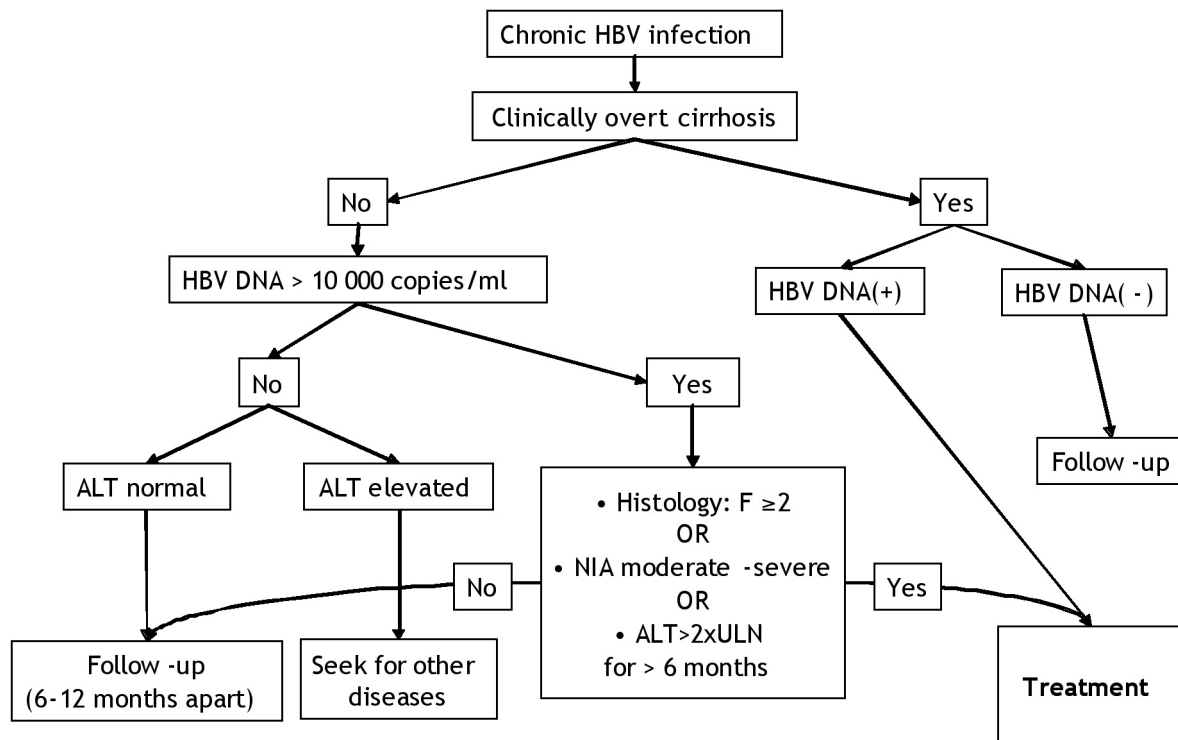 Chronic HBV infection
Clinically overt cirrhosis
No
Yes
HBV DNA > 10 000 copies/ml
HBV DNA(+)
HBV DNA( -)
No
Yes
Follow -up
ALT normal
ALT elevated
• Histology: F ≥2
OR
• NIA moderate -severe
OR
• ALT>2xULN
for > 6 months
No
Yes
Follow -up
(6-12 months apart)
Seek for other
diseases
Treatment